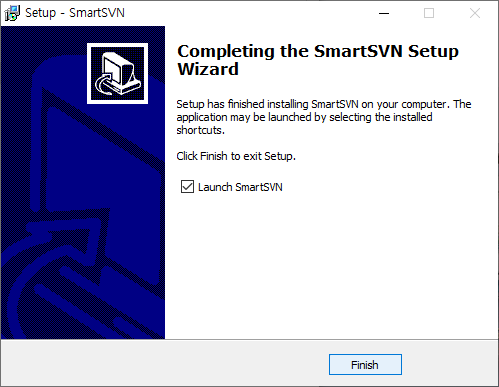 Setup - SmartSVN
Completing the SmartSVN Setup
Wizard
Setup has finished installing SmartSVN on your computer. The
application may be launched by selecting the installed
shortcuts.
Click Finish to exit Setup.
Launch SmartSVN
Finish